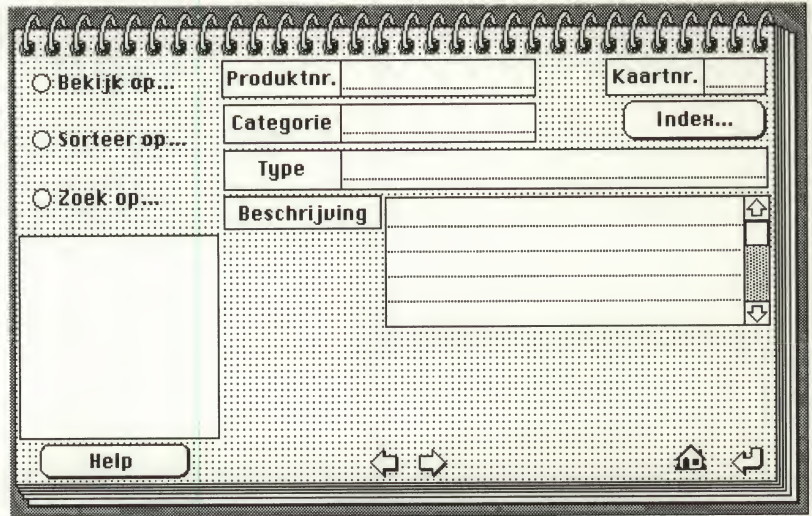 Bekijk op...
Sorteer op...
Zoek op...
Produktnr.
Kaartnr.
Categorie
Index...
Type
Beschrijving
Help